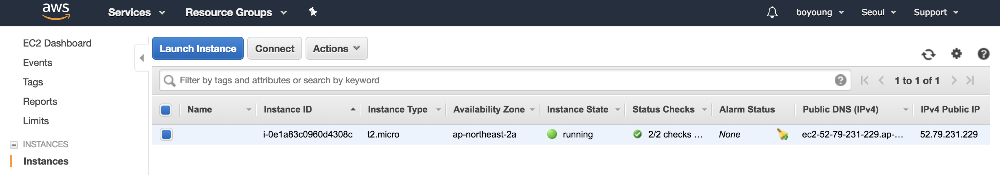 aws Services Resource Groups boyoung Seoul Support
EC2 Dashboard
Events
Tags
Reports
Limits
INSTANCES
Instances
Launch Instance Connect Actions
Filter by tags and attributes or search by keyword 1 to 1 of 1
Name Instance ID Instance Type Availability Zone Instance State Status Checks Alarm Status Public DNS (IPv4) IPv4 Public IP
i-0e1a83c0960d4308c t2.micro ap-northeast-2a running 2/2 checks ... None ec2-52-79-231-229.ap-... 52.79.231.229